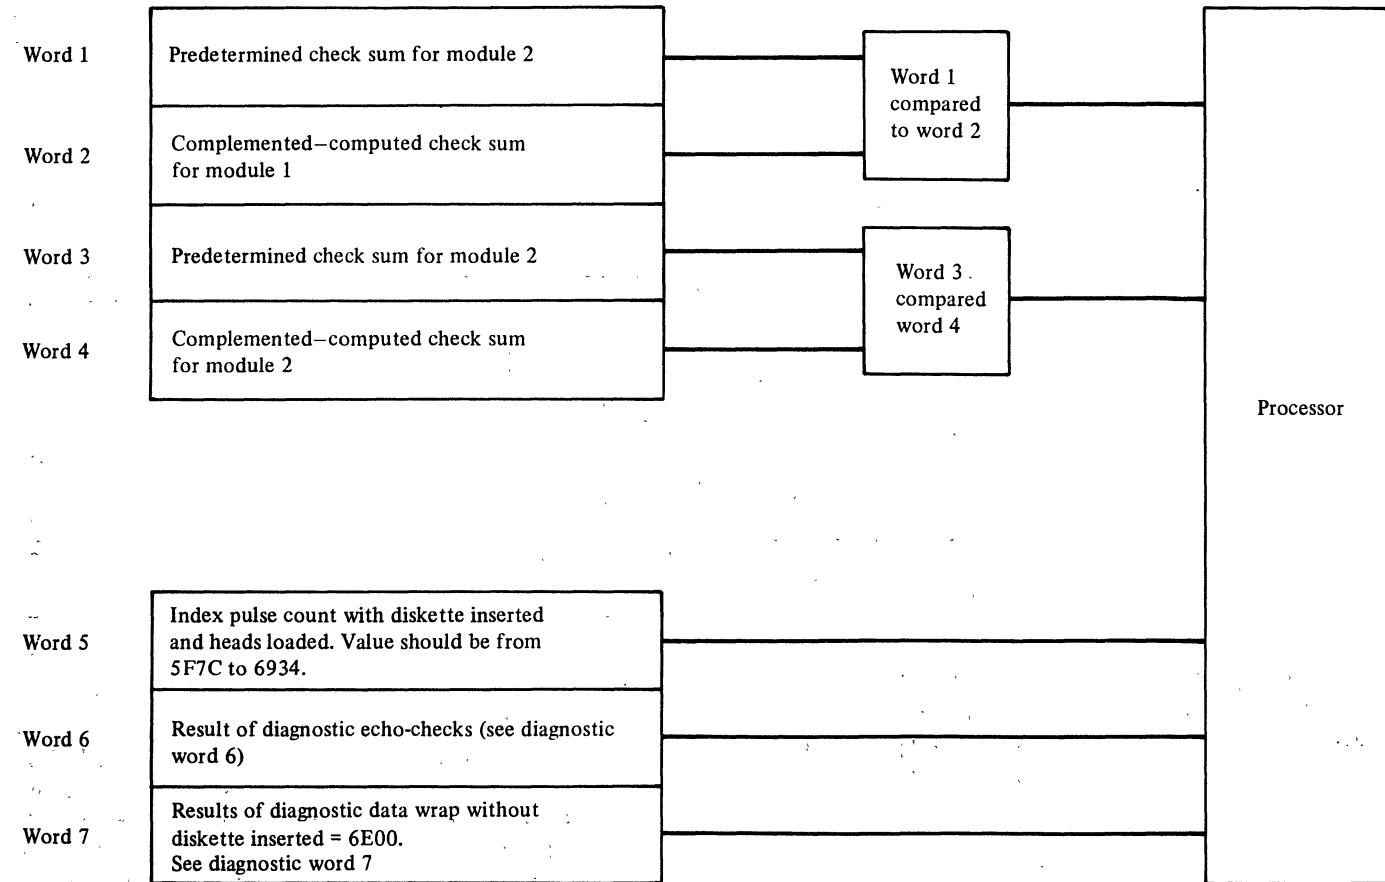 Word 1
Predetermined check sum for module 2
Word 1
compared
to word 2
Word 2
Complemented–computed check sum
for module 1
Word 3
Predetermined check sum for module 2
Word 3
compared
word 4
Word 4
Complemented–computed check sum
for module 2
Processor
Word 5
Index pulse count with diskette inserted
and heads loaded. Value should be from
5F7C to 6934.
Word 6
Result of diagnostic echo-checks (see diagnostic
word 6)
Word 7
Results of diagnostic data wrap without
diskette inserted = 6E00.
See diagnostic word 7